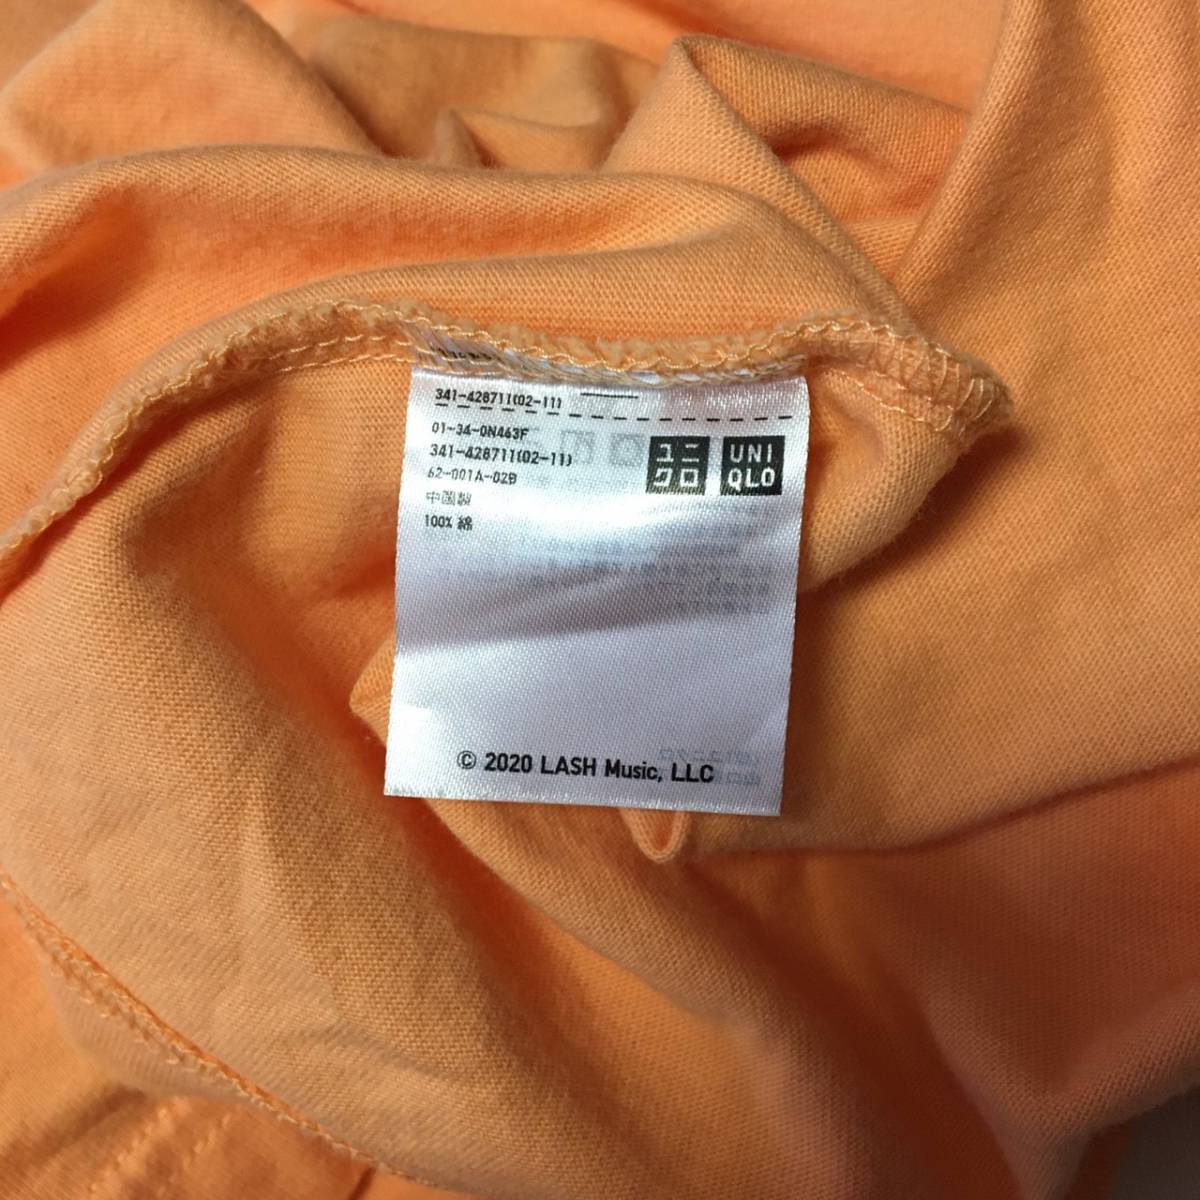 341-428711(02-11)
01-34-0N463F
341-428711(02-11)
62-001A-02B
中国製
100% 綿
ユニ
クロ
UNI
QLO
© 2020 LASH Music, LLC